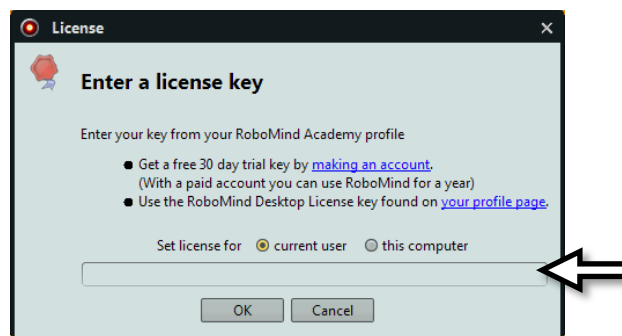 License
Enter a license key
Enter your key from your RoboMind Academy profile
Get a free 30 day trial key by making an account.
(With a paid account you can use RoboMind for a year)
Use the RoboMind Desktop License key found on your profile page.
Set license for current user this computer
OK Cancel